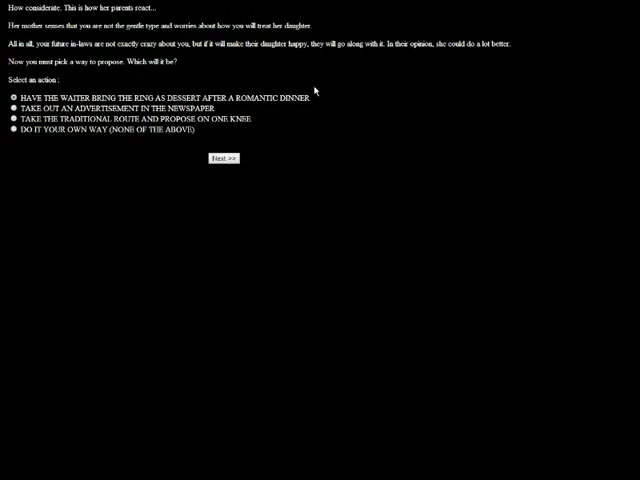 How considerate. This is how her parents react...
Her mother senses that you are not the gentle type and worries about how you will treat her daughter.
All in all, your future in-laws are not exactly crazy about you, but if it will make their daughter happy, they will go along with it. In their opinion, she could do a lot better.
Now you must pick a way to propose. Which will it be?
Select an action :
HAVE THE WAITER BRING THE RING AS DESSERT AFTER A ROMANTIC DINNER
TAKE OUT AN ADVERTISEMENT IN THE NEWSPAPER
TAKE THE TRADITIONAL ROUTE AND PROPOSE ON ONE KNEE
DO IT YOUR OWN WAY (NONE OF THE ABOVE)
Next >>